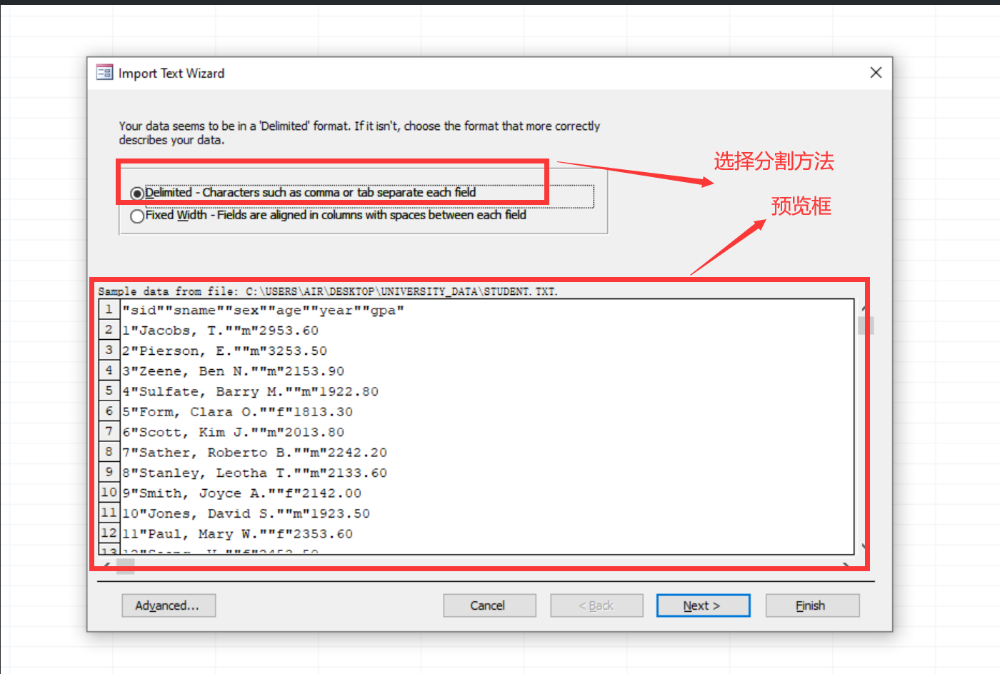 Import Text Wizard
Your data seems to be in a 'Delimited' format. If it isn't, choose the format that more correctly
describes your data.
选择分割方法
Delimited - Characters such as comma or tab separate each field
预览框
Fixed Width - Fields are aligned in columns with spaces between each field
Sample data from file: C:\USERS\AIR\DESKTOP\UNIVERSITY_DATA\STUDENT.TXT.
1 "sid""sname""sex""age""year""gpa"
2 1"Jacobs, T.""m"2953.60
3 2"Pierson, E.""m"3253.50
4 3"Zeene, Ben N.""m"2153.90
5 4"Sulfate, Barry M.""m"1922.80
6 5"Form, Clara O.""f"1813.30
7 6"Scott, Kim J.""m"2013.80
8 7"Sather, Roberto B.""m"2242.20
9 8"Stanley, Leotha T.""m"2133.60
10 9"Smith, Joyce A.""f"2142.00
11 10"Jones, David S.""m"1923.50
12 11"Paul, Mary W.""f"2353.60
13
Advanced... Cancel < Back Next > Finish